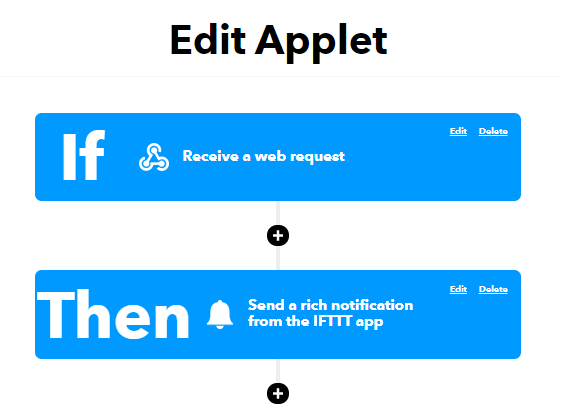 Edit Applet
If
Receive a web request
Edit Delete
Then
Send a rich notification
from the IFTTT app
Edit Delete